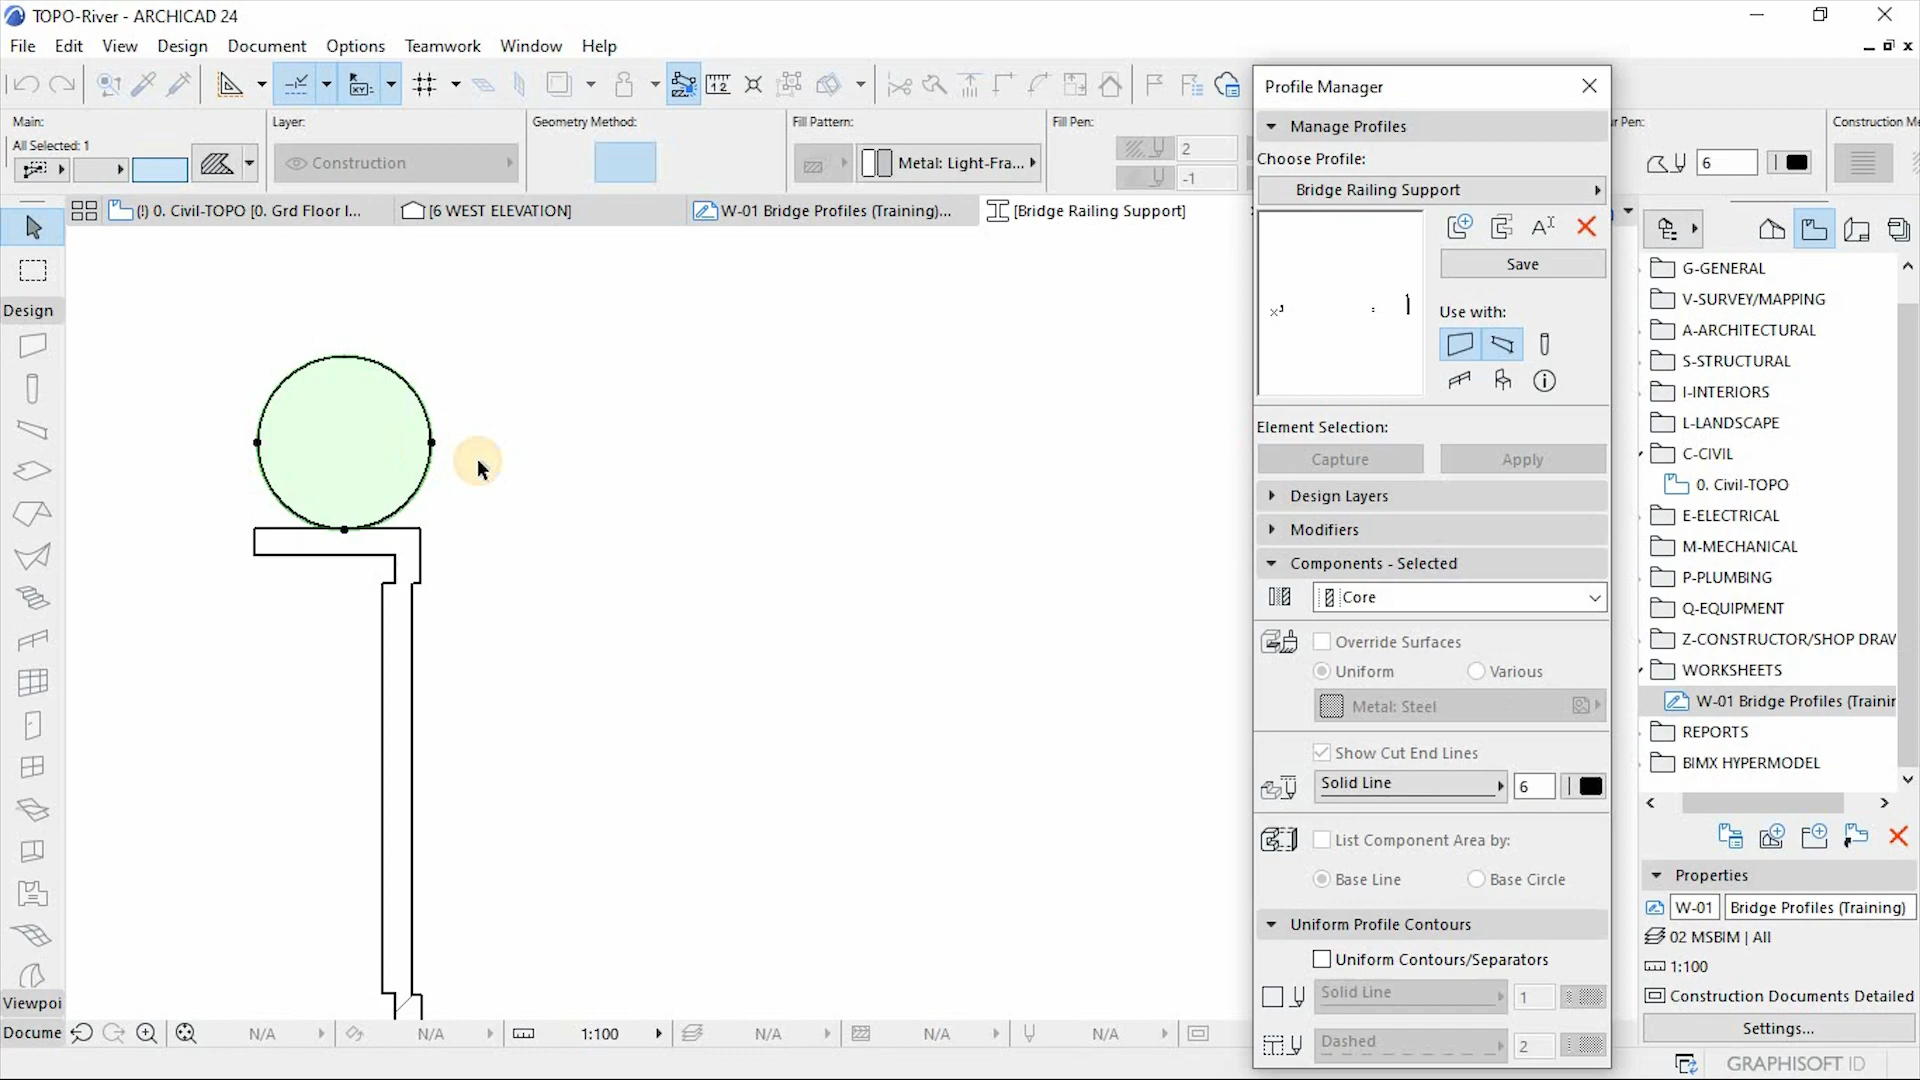 TOPO-River - ARCHICAD 24
File Edit View Design Document Options Teamwork Window Help
Main:
All Selected: 1
Layer:
Construction
Geometry Method:
Fill Pattern:
Metal: Light-Fra...
Fill Pen:
2
-1
r Pen:
6
Construction Me
(!) 0. Civil-TOPO [0. Grd Floor I...
[6 WEST ELEVATION]
W-01 Bridge Profiles (Training)...
[Bridge Railing Support]
Design
Viewpoi
Docume
N/A
N/A
1:100
N/A
N/A
N/A
Profile Manager
Manage Profiles
Choose Profile:
Bridge Railing Support
Save
Use with:
Element Selection:
Capture
Apply
Design Layers
Modifiers
Components - Selected
Core
Override Surfaces
Uniform
Various
Metal: Steel
Show Cut End Lines
Solid Line
6
List Component Area by:
Base Line
Base Circle
Uniform Profile Contours
Uniform Contours/Separators
Solid Line
1
Dashed
2
G-GENERAL
V-SURVEY/MAPPING
A-ARCHITECTURAL
S-STRUCTURAL
I-INTERIORS
L-LANDSCAPE
C-CIVIL
0. Civil-TOPO
E-ELECTRICAL
M-MECHANICAL
P-PLUMBING
Q-EQUIPMENT
Z-CONSTRUCTOR/SHOP DRAW
WORKSHEETS
W-01 Bridge Profiles (Trainin
REPORTS
BIMX HYPERMODEL
Properties
W-01
Bridge Profiles (Training)
02 MSBIM | All
1:100
Construction Documents Detailed
Settings...
GRAPHISOFT ID